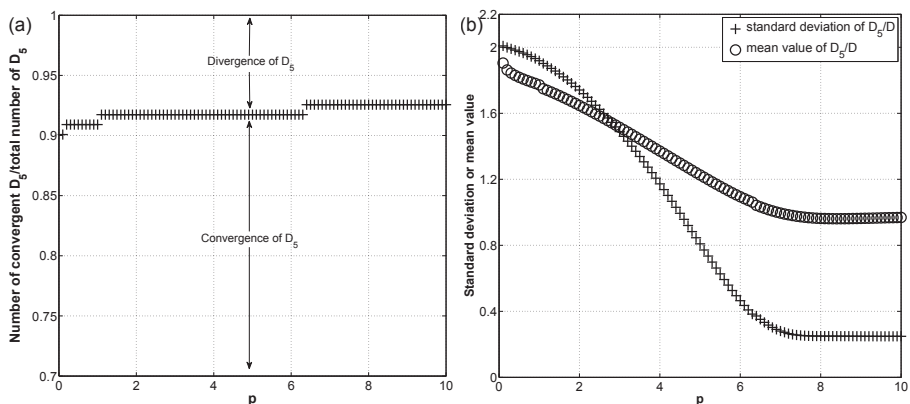 (a)
1
0.95
0.9
0.85
0.8
0.75
0.7
Number of convergent D5/total number of D5
Divergence of D5
Convergence of D5
0 2 4 6 8 10
p
(b)
2.2
2
1.6
1.2
0.8
0.4
0
Standard deviation or mean value
standard deviation of D5/D
mean value of D5/D
0 2 4 6 8 10
p